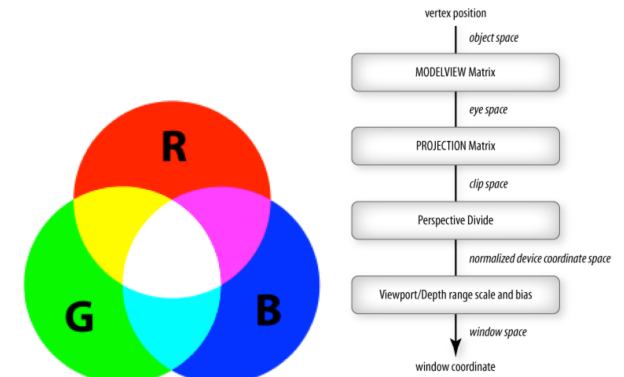 R
G
B
vertex position
object space
MODELVIEW Matrix
eye space
PROJECTION Matrix
clip space
Perspective Divide
normalized device coordinate space
Viewport/Depth range scale and bias
window space
window coordinate